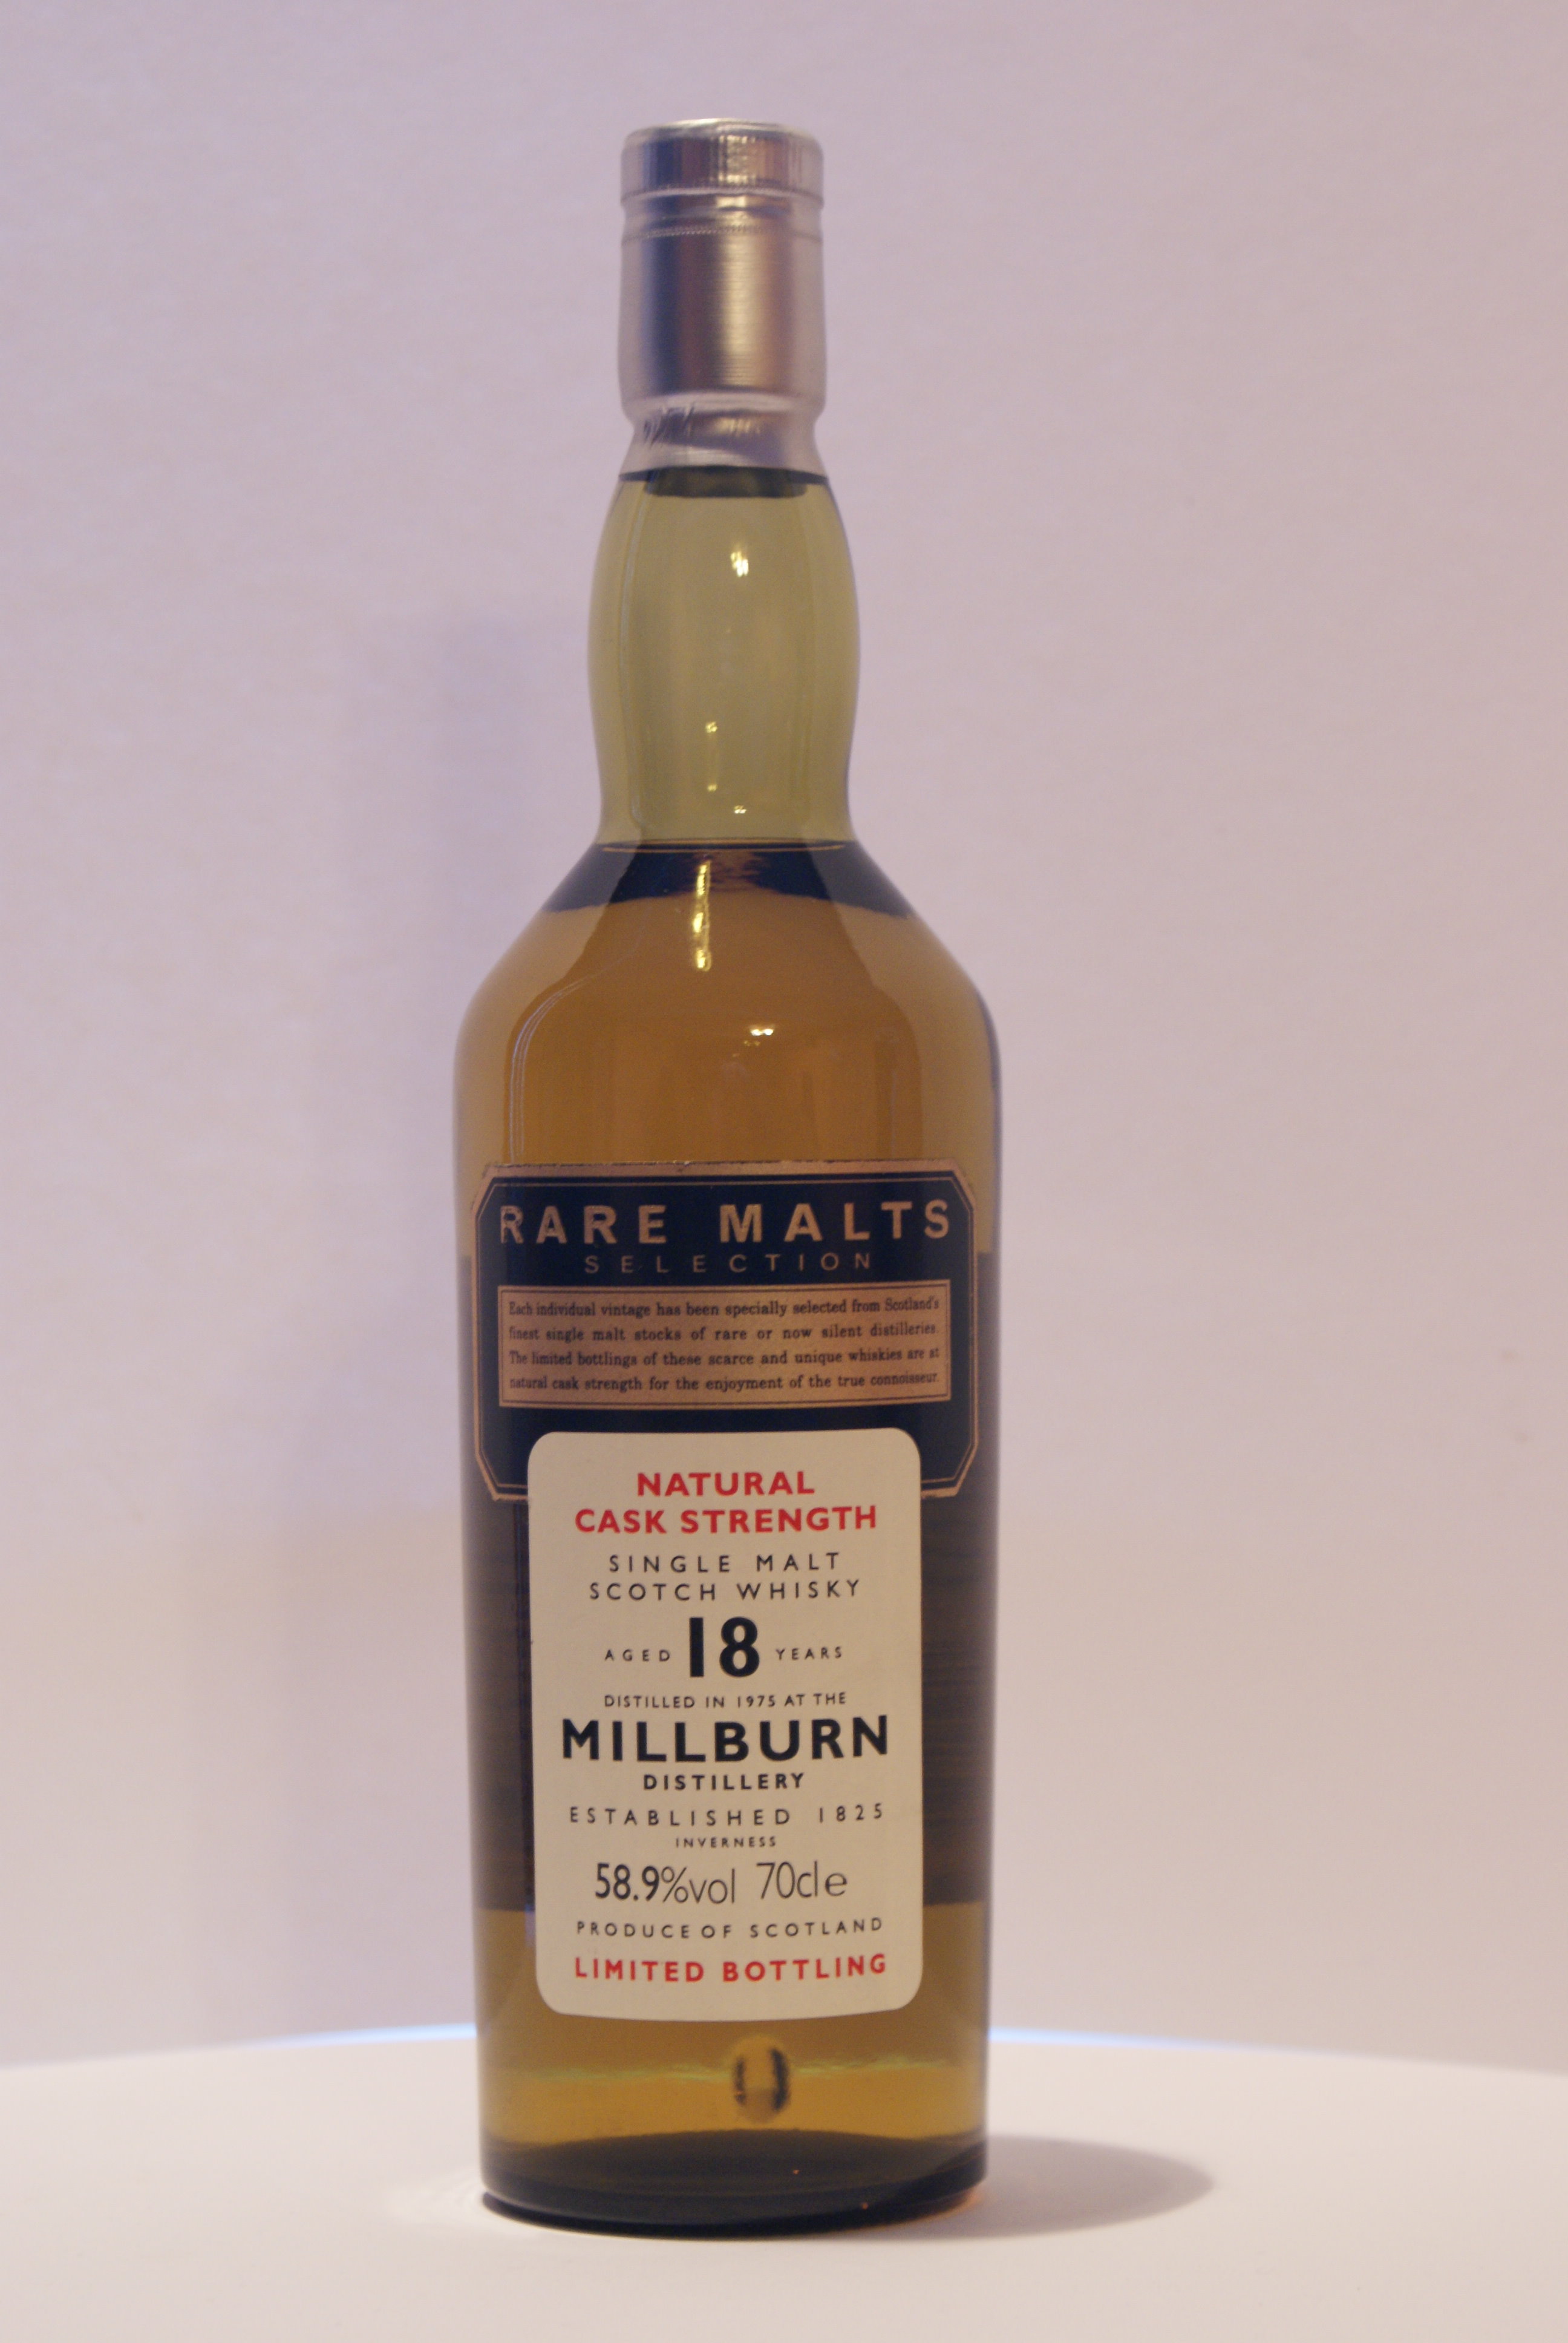 RARE MALTS
SELECTION
Each individual vintage has been specially selected from Scotland's
finest single malt stocks of rare or now silent distilleries.
The limited bottlings of these scarce and unique whiskies are at
natural cask strength for the enjoyment of the true connoisseur.
NATURAL
CASK STRENGTH
SINGLE MALT
SCOTCH WHISKY
AGED 18 YEARS
DISTILLED IN 1975 AT THE
MILLBURN
DISTILLERY
ESTABLISHED 1825
INVERNESS
58.9%vol 70cle
PRODUCE OF SCOTLAND
LIMITED BOTTLING